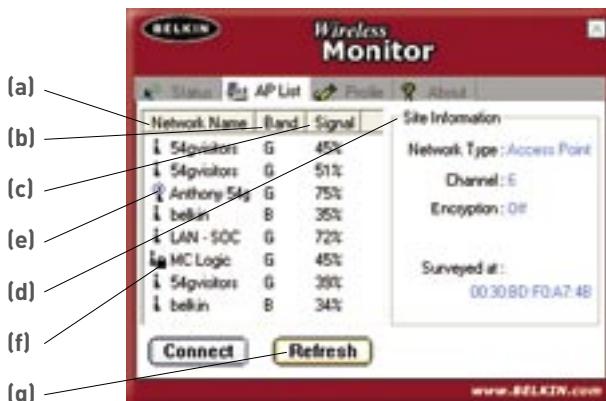 BELKIN
Wireless
Monitor
Status AP List Profile About
(a)
(b)
(c)
(e)
(d)
(f)
(g)
Network Name Band Signal
54gvisitors G 45%
54gvisitors G 51%
Anthony 54g G 75%
belkin B 35%
LAN - SOC G 72%
MC Logic G 45%
54gvisitors G 39%
belkin B 34%
Site Information
Network Type : Access Point
Channel : 6
Encryption : Off
Surveyed at :
00:30:BD:F0:A7:4B
Connect Refresh
www.BELKIN.com